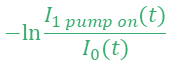 −ln I₁ pump on(t) / I₀(t)